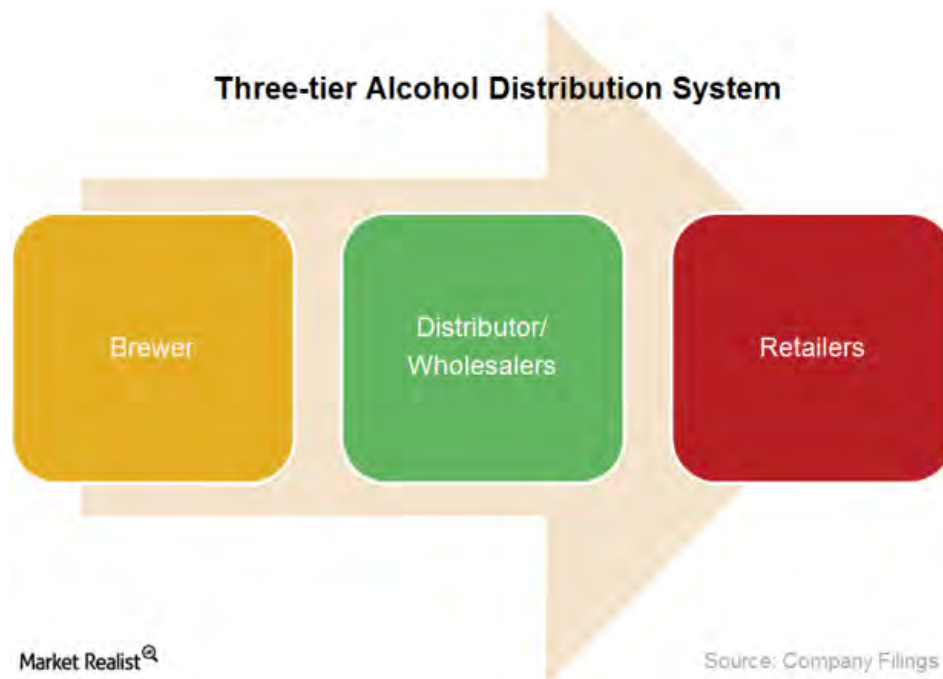 Three-tier Alcohol Distribution System
Brewer
Distributor/
Wholesalers
Retailers
Market Realist
Source: Company Filings